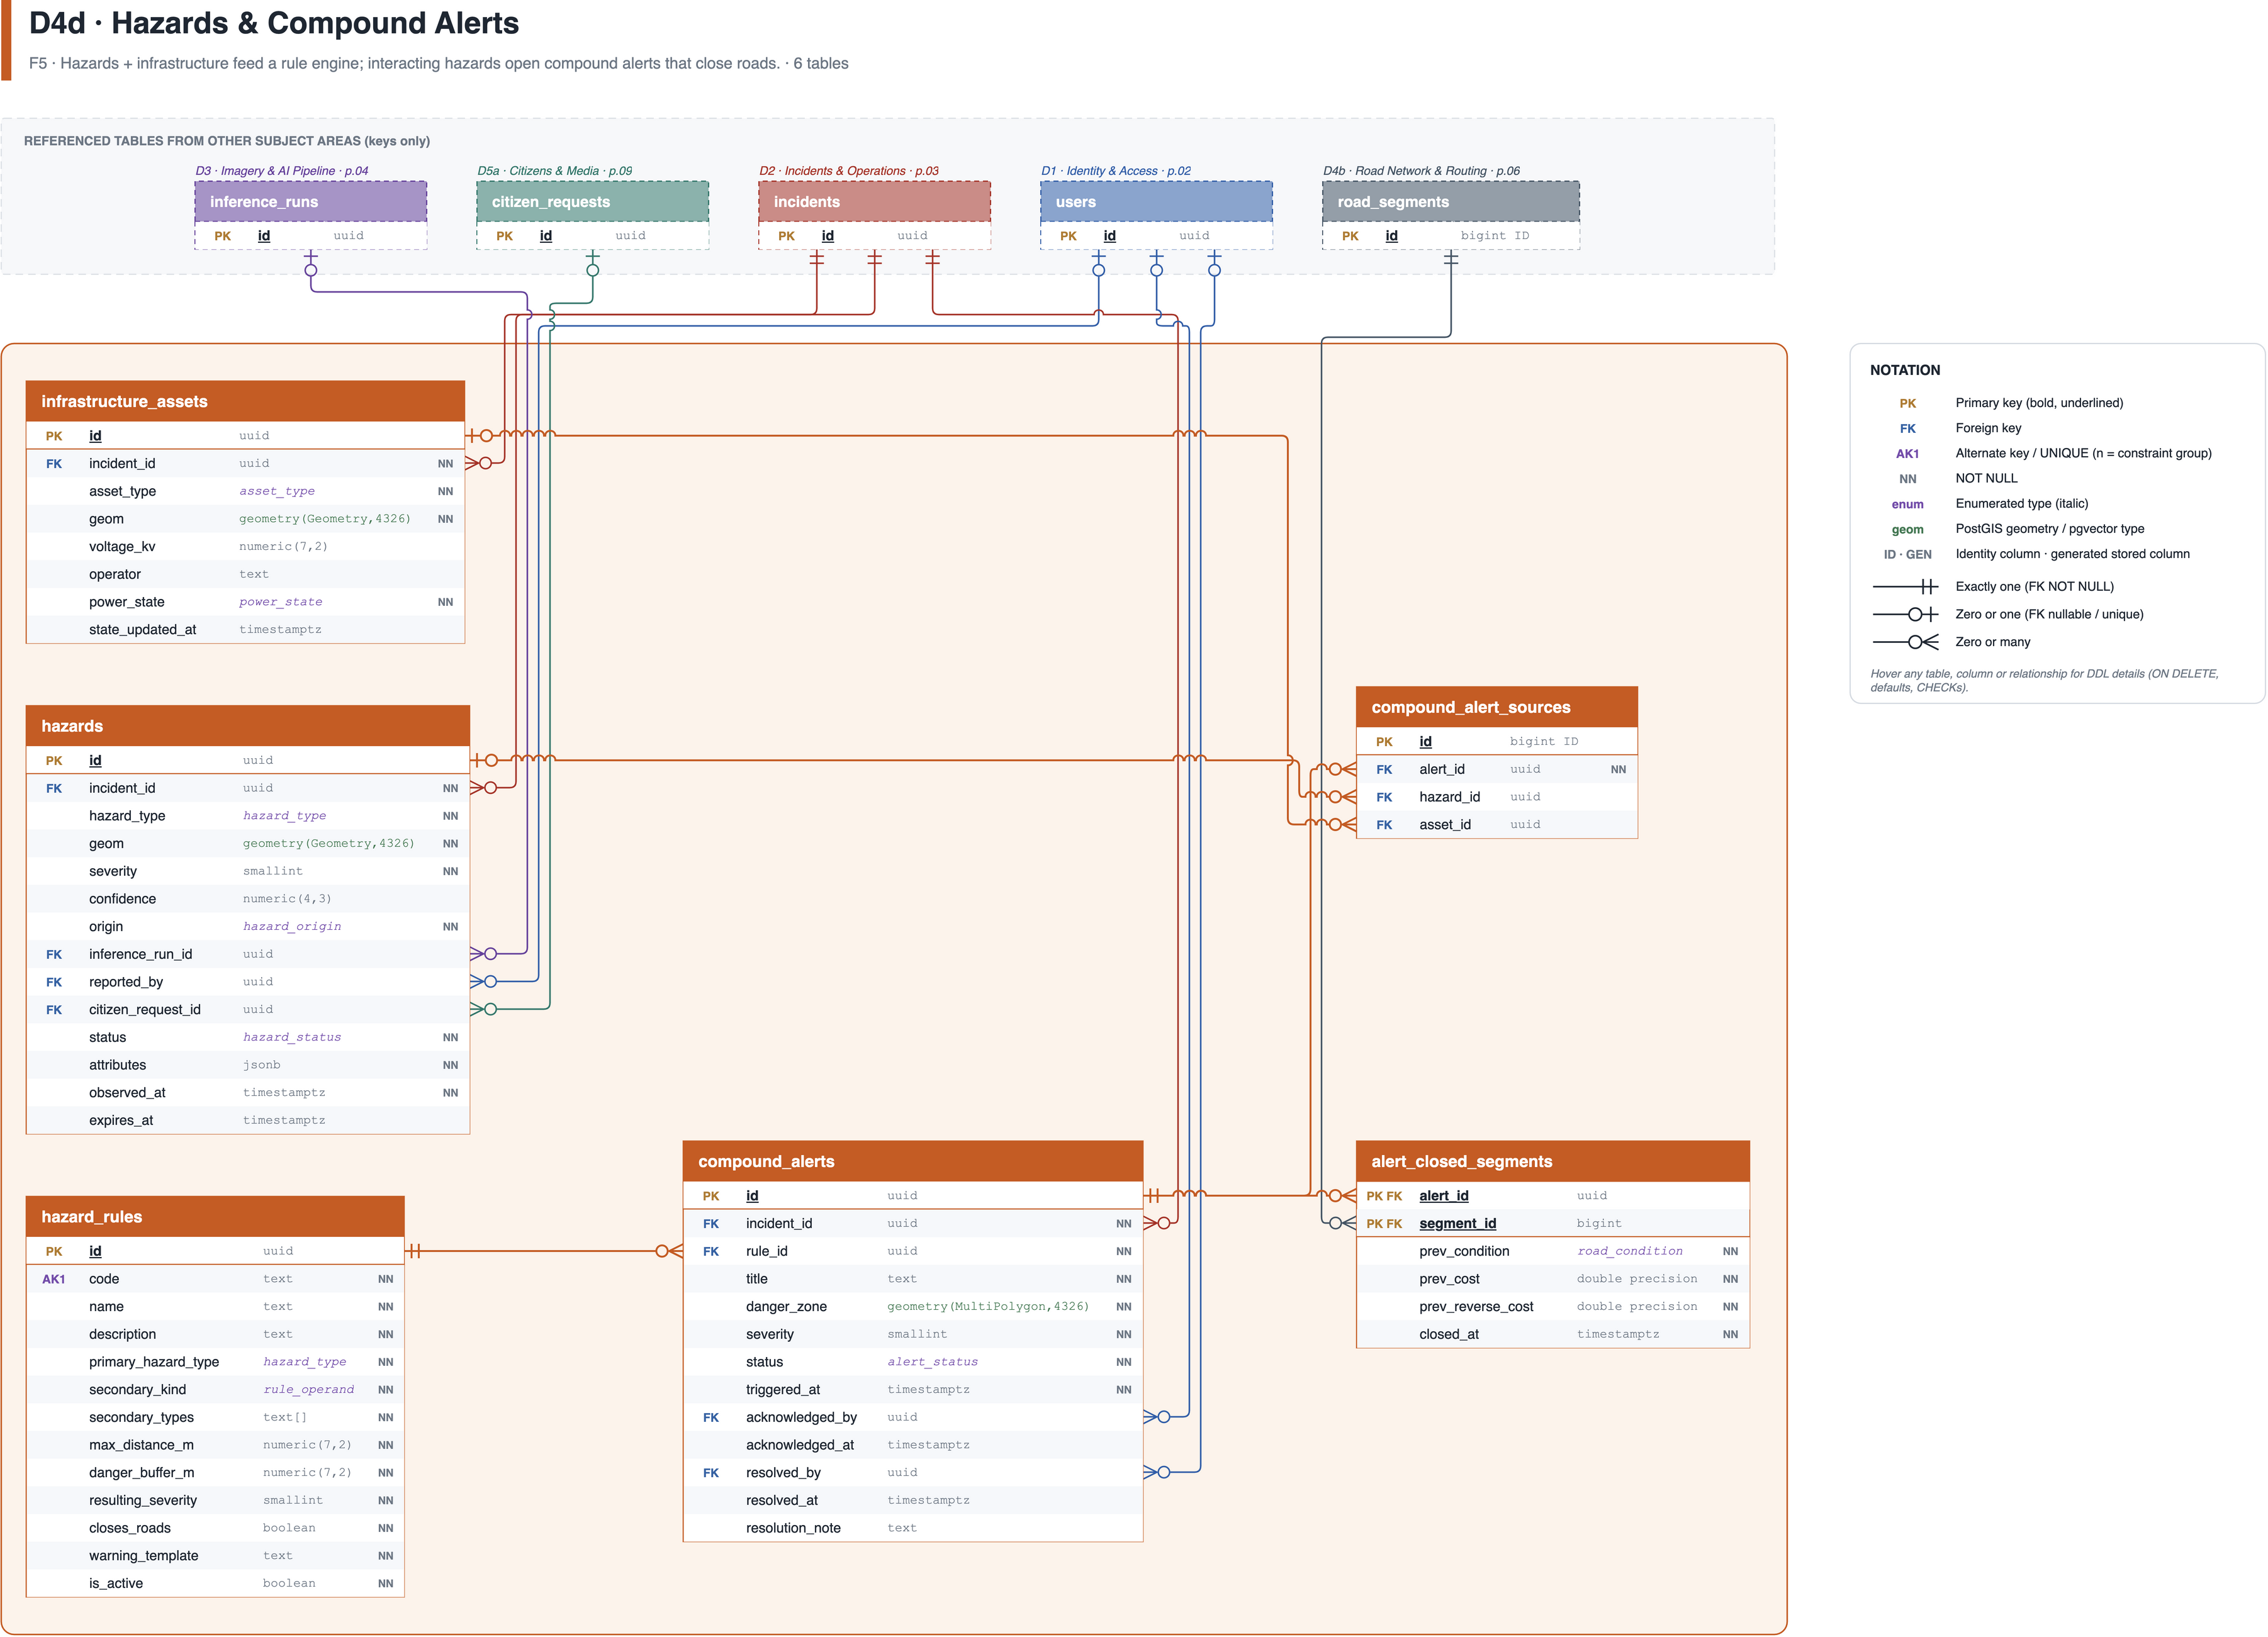 D4d · Hazards & Compound Alerts
F5 · Hazards + infrastructure feed a rule engine; interacting hazards open compound alerts that close roads. · 6 tables
REFERENCED TABLES FROM OTHER SUBJECT AREAS (keys only)
D3 · Imagery & AI Pipeline · p.04
inference_runs
PK id uuid
D5a · Citizens & Media · p.09
citizen_requests
PK id uuid
D2 · Incidents & Operations · p.03
incidents
PK id uuid
D1 · Identity & Access · p.02
users
PK id uuid
D4b · Road Network & Routing · p.06
road_segments
PK id bigint ID
infrastructure_assets
PK id uuid
FK incident_id uuid NN
asset_type asset_type NN
geom geometry(Geometry,4326) NN
voltage_kv numeric(7,2)
operator text
power_state power_state NN
state_updated_at timestamptz
hazards
PK id uuid
FK incident_id uuid NN
hazard_type hazard_type NN
geom geometry(Geometry,4326) NN
severity smallint NN
confidence numeric(4,3)
origin hazard_origin NN
FK inference_run_id uuid
FK reported_by uuid
FK citizen_request_id uuid
status hazard_status NN
attributes jsonb NN
observed_at timestamptz NN
expires_at timestamptz
hazard_rules
PK id uuid
AK1 code text NN
name text NN
description text NN
primary_hazard_type hazard_type NN
secondary_kind rule_operand NN
secondary_types text[] NN
max_distance_m numeric(7,2) NN
danger_buffer_m numeric(7,2) NN
resulting_severity smallint NN
closes_roads boolean NN
warning_template text NN
is_active boolean NN
compound_alerts
PK id uuid
FK incident_id uuid NN
FK rule_id uuid NN
title text NN
danger_zone geometry(MultiPolygon,4326) NN
severity smallint NN
status alert_status NN
triggered_at timestamptz NN
FK acknowledged_by uuid
acknowledged_at timestamptz
FK resolved_by uuid
resolved_at timestamptz
resolution_note text
compound_alert_sources
PK id bigint ID
FK alert_id uuid NN
FK hazard_id uuid
FK asset_id uuid
alert_closed_segments
PK FK alert_id uuid
PK FK segment_id bigint
prev_condition road_condition NN
prev_cost double precision NN
prev_reverse_cost double precision NN
closed_at timestamptz NN
NOTATION
PK Primary key (bold, underlined)
FK Foreign key
AK1 Alternate key / UNIQUE (n = constraint group)
NN NOT NULL
enum Enumerated type (italic)
geom PostGIS geometry / pgvector type
ID · GEN Identity column · generated stored column
Exactly one (FK NOT NULL)
Zero or one (FK nullable / unique)
Zero or many
Hover any table, column or relationship for DDL details (ON DELETE,
defaults, CHECKs).